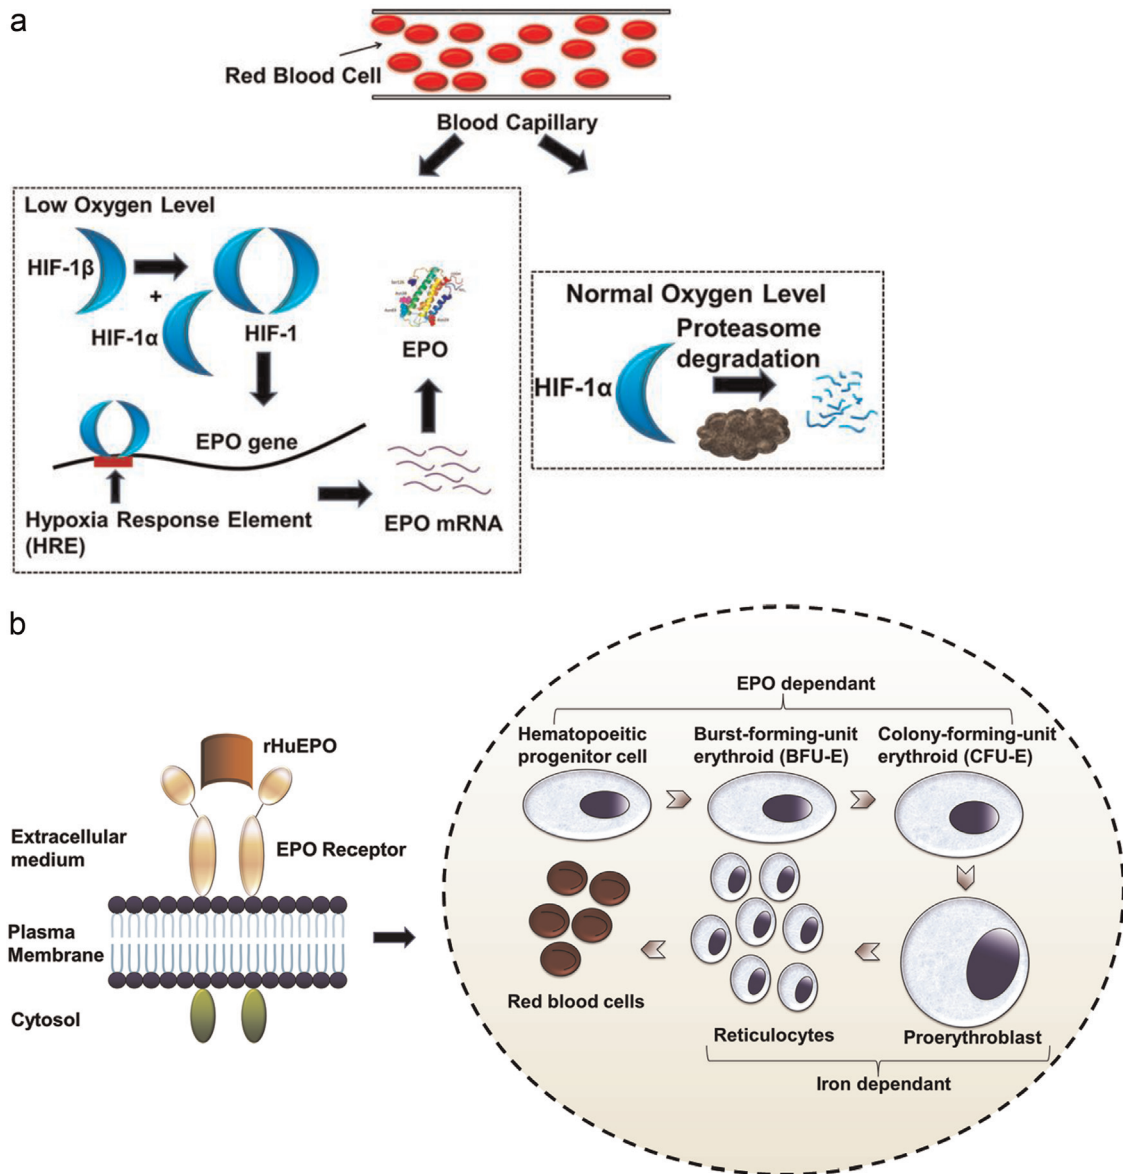 a
Red Blood Cell
Blood Capillary
Low Oxygen Level
HIF-1β
+
HIF-1α
HIF-1
EPO
EPO gene
Hypoxia Response Element
(HRE)
EPO mRNA
Normal Oxygen Level
Proteasome
degradation
HIF-1α
b
rHuEPO
Extracellular
medium
EPO Receptor
Plasma
Membrane
Cytosol
EPO dependant
Hematopoeitic
progenitor cell
Burst-forming-unit
erythroid (BFU-E)
Colony-forming-unit
erythroid (CFU-E)
Red blood cells
Reticulocytes
Proerythroblast
Iron dependant